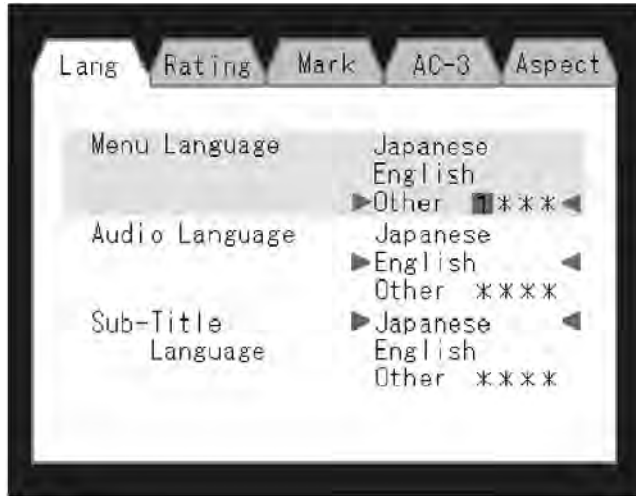 Lang Rating Mark AC-3 Aspect
Menu Language Japanese
English
▶Other 1***◀
Audio Language Japanese
▶English ◀
Other ****
Sub-Title ▶Japanese ◀
Language English
Other ****